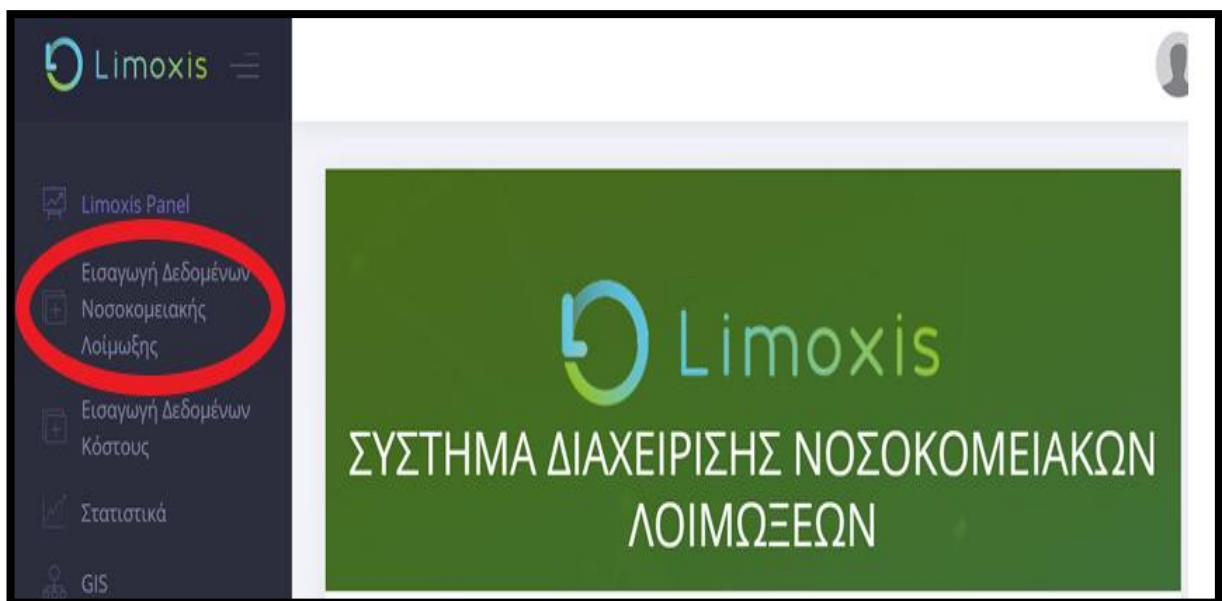 Limoxis
Limoxis Panel
Εισαγωγή Δεδομένων
Νοσοκομειακής
Λοίμωξης
Εισαγωγή Δεδομένων
Κόστους
Στατιστικά
GIS
Limoxis
ΣΥΣΤΗΜΑ ΔΙΑΧΕΙΡΙΣΗΣ ΝΟΣΟΚΟΜΕΙΑΚΩΝ
ΛΟΙΜΩΞΕΩΝ